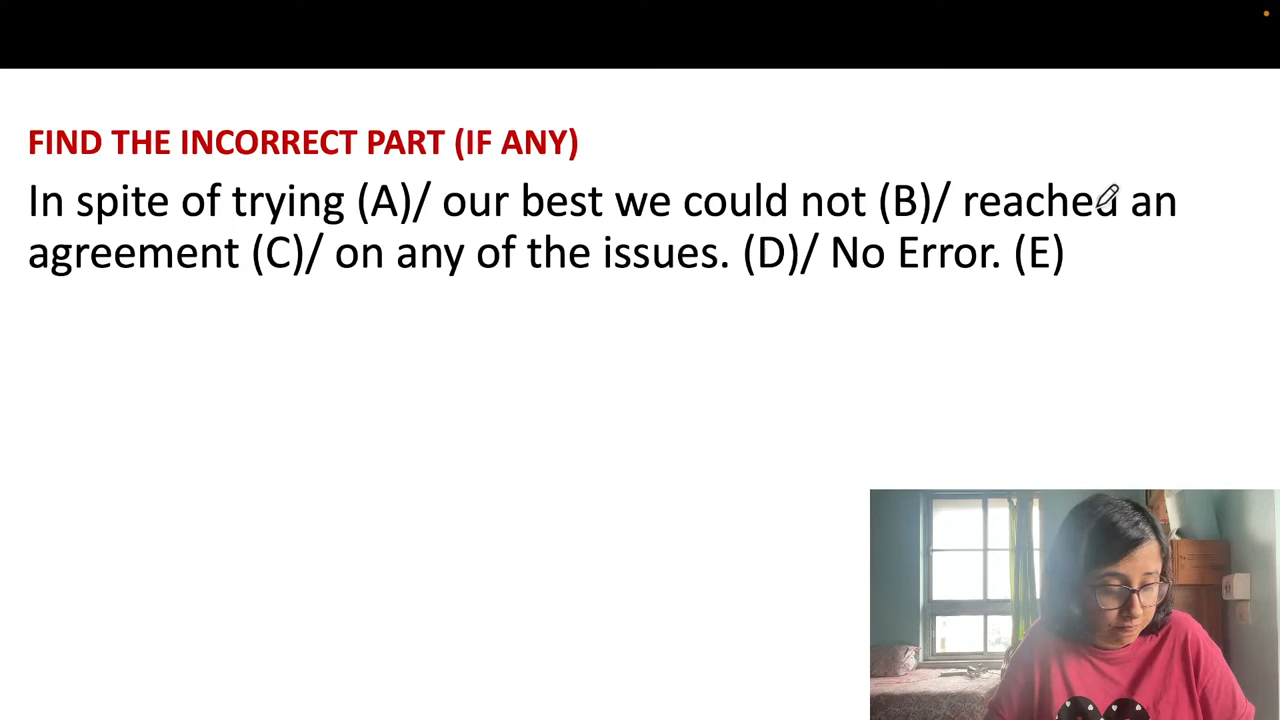 FIND THE INCORRECT PART (IF ANY)
In spite of trying (A)/ our best we could not (B)/ reached an
agreement (C)/ on any of the issues. (D)/ No Error. (E)